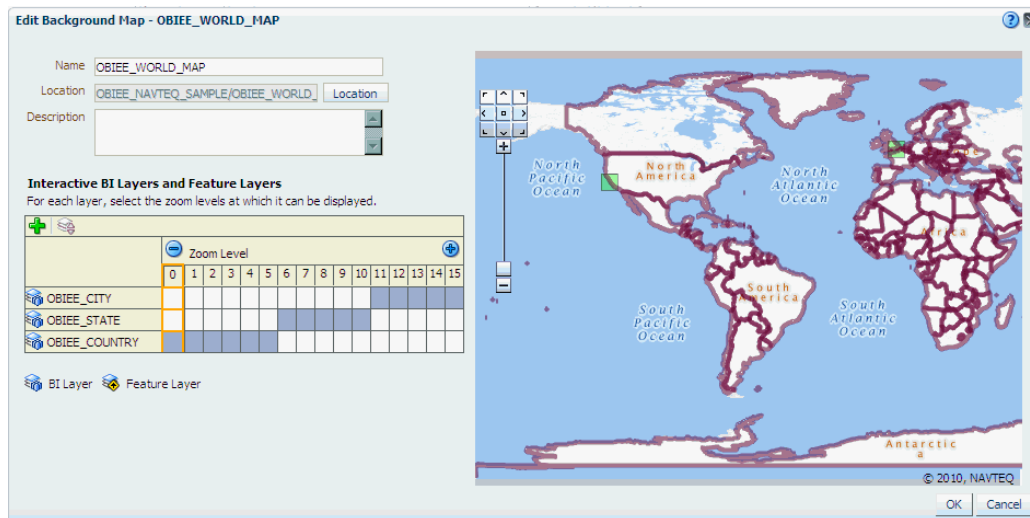 Edit Background Map - OBIEE_WORLD_MAP
Name OBIEE_WORLD_MAP
Location OBIEE_NAVTEQ_SAMPLE/OBIEE_WORLD_ Location
Description
Interactive BI Layers and Feature Layers
For each layer, select the zoom levels at which it can be displayed.
Zoom Level
0 1 2 3 4 5 6 7 8 9 10 11 12 13 14 15
OBIEE_CITY
OBIEE_STATE
OBIEE_COUNTRY
BI Layer Feature Layer
North
Pacific
Ocean
North
America
North
Atlantic
Ocean
Africa
South
America
South
Pacific
Ocean
South
Atlantic
Ocean
Antarctic
a
© 2010, NAVTEQ
OK Cancel